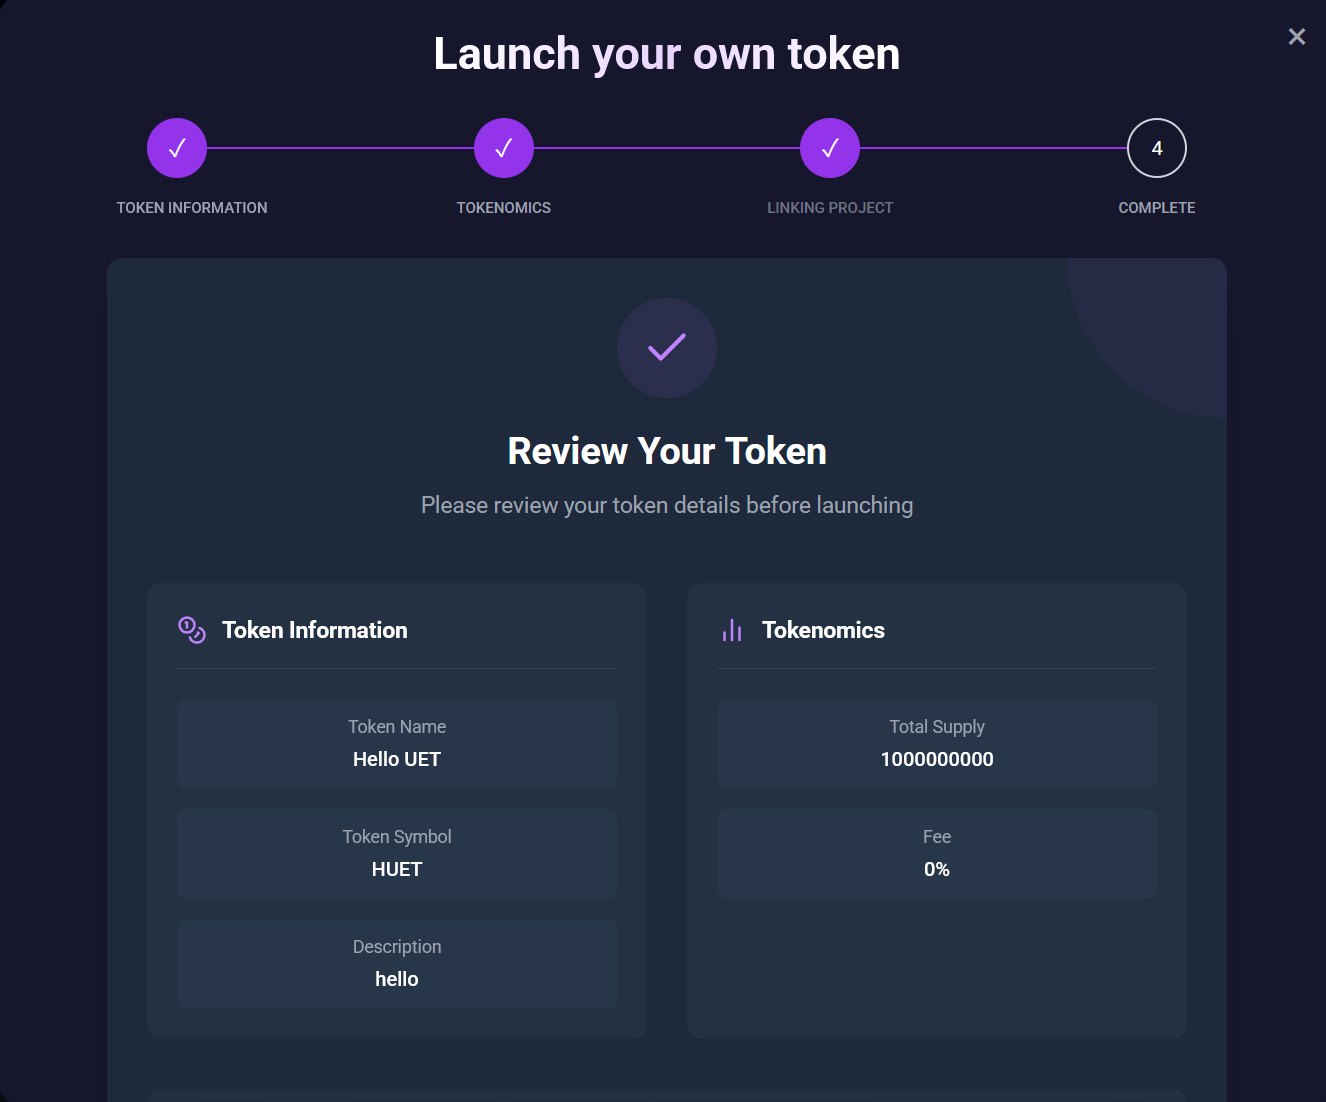 Launch your own token
×
✓
✓
✓
4
TOKEN INFORMATION
TOKENOMICS
LINKING PROJECT
COMPLETE
Review Your Token
Please review your token details before launching
Token Information
Token Name
Hello UET
Token Symbol
HUET
Description
hello
Tokenomics
Total Supply
1000000000
Fee
0%